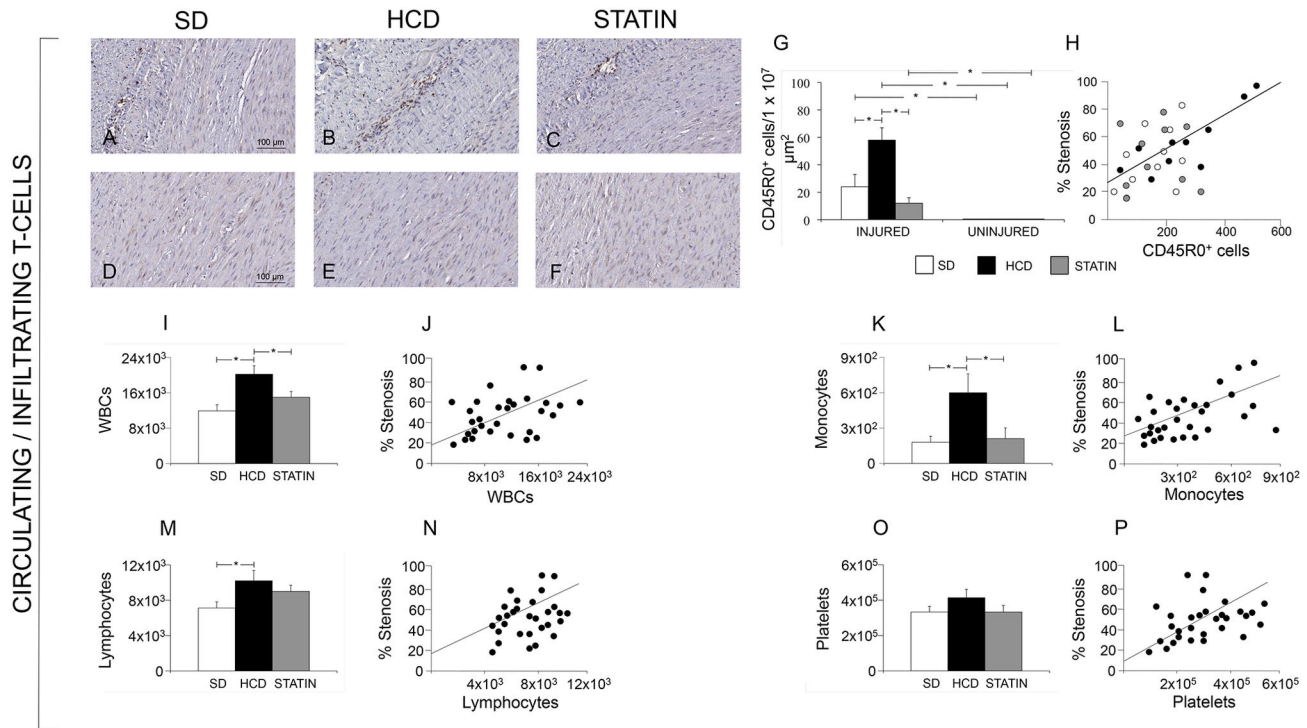 SD HCD STATIN
CIRCULATING / INFILTRATING T-CELLS
A
100 µm
B
C
D
100 µm
E
F
G
CD45R0⁺ cells/1 x 10⁷
µm²
100
80
60
40
20
0
* * *
* *
INJURED UNINJURED
SD HCD STATIN
H
% Stenosis
100
80
60
40
20
0
200 400 600
CD45R0⁺ cells
I
WBCs
24x10³
16x10³
8x10³
0
* *
SD HCD STATIN
J
% Stenosis
100
80
60
40
20
0
8x10³ 16x10³ 24x10³
WBCs
K
Monocytes
9x10²
6x10²
3x10²
0
* *
SD HCD STATIN
L
% Stenosis
100
80
60
40
20
0
3x10² 6x10² 9x10²
Monocytes
M
Lymphocytes
12x10³
8x10³
4x10³
0
*
SD HCD STATIN
N
% Stenosis
100
80
60
40
20
0
4x10³ 8x10³ 12x10³
Lymphocytes
O
Platelets
6x10⁵
4x10⁵
2x10⁵
0
SD HCD STATIN
P
% Stenosis
100
80
60
40
20
0
2x10⁵ 4x10⁵ 6x10⁵
Platelets